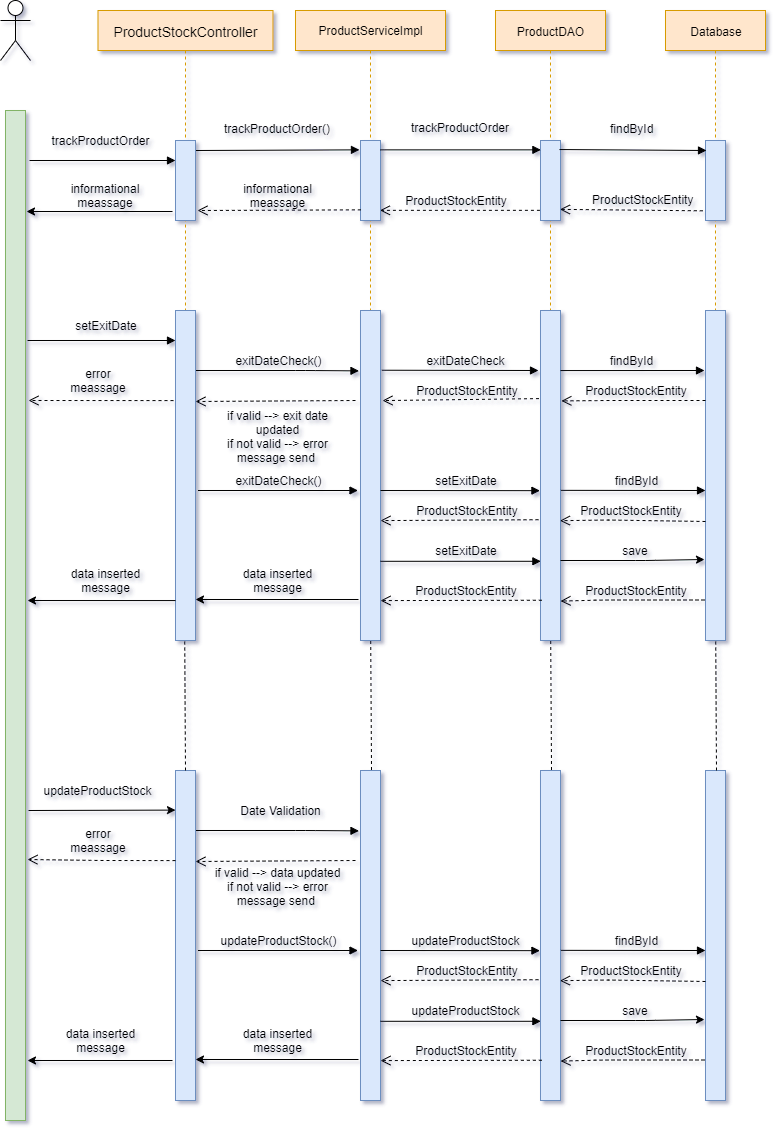 ProductStockController
ProductServiceImpl
ProductDAO
Database
trackProductOrder
trackProductOrder()
trackProductOrder
findById
informational
meassage
informational
meassage
ProductStockEntity
ProductStockEntity
setExitDate
exitDateCheck()
exitDateCheck
findById
error
meassage
ProductStockEntity
ProductStockEntity
if valid --> exit date
updated
if not valid --> error
message send
exitDateCheck()
setExitDate
findById
ProductStockEntity
ProductStockEntity
setExitDate
save
data inserted
message
data inserted
message
ProductStockEntity
ProductStockEntity
updateProductStock
Date Validation
error
meassage
if valid --> data updated
if not valid --> error
message send
updateProductStock()
updateProductStock
findById
ProductStockEntity
ProductStockEntity
updateProductStock
save
data inserted
message
data inserted
message
ProductStockEntity
ProductStockEntity